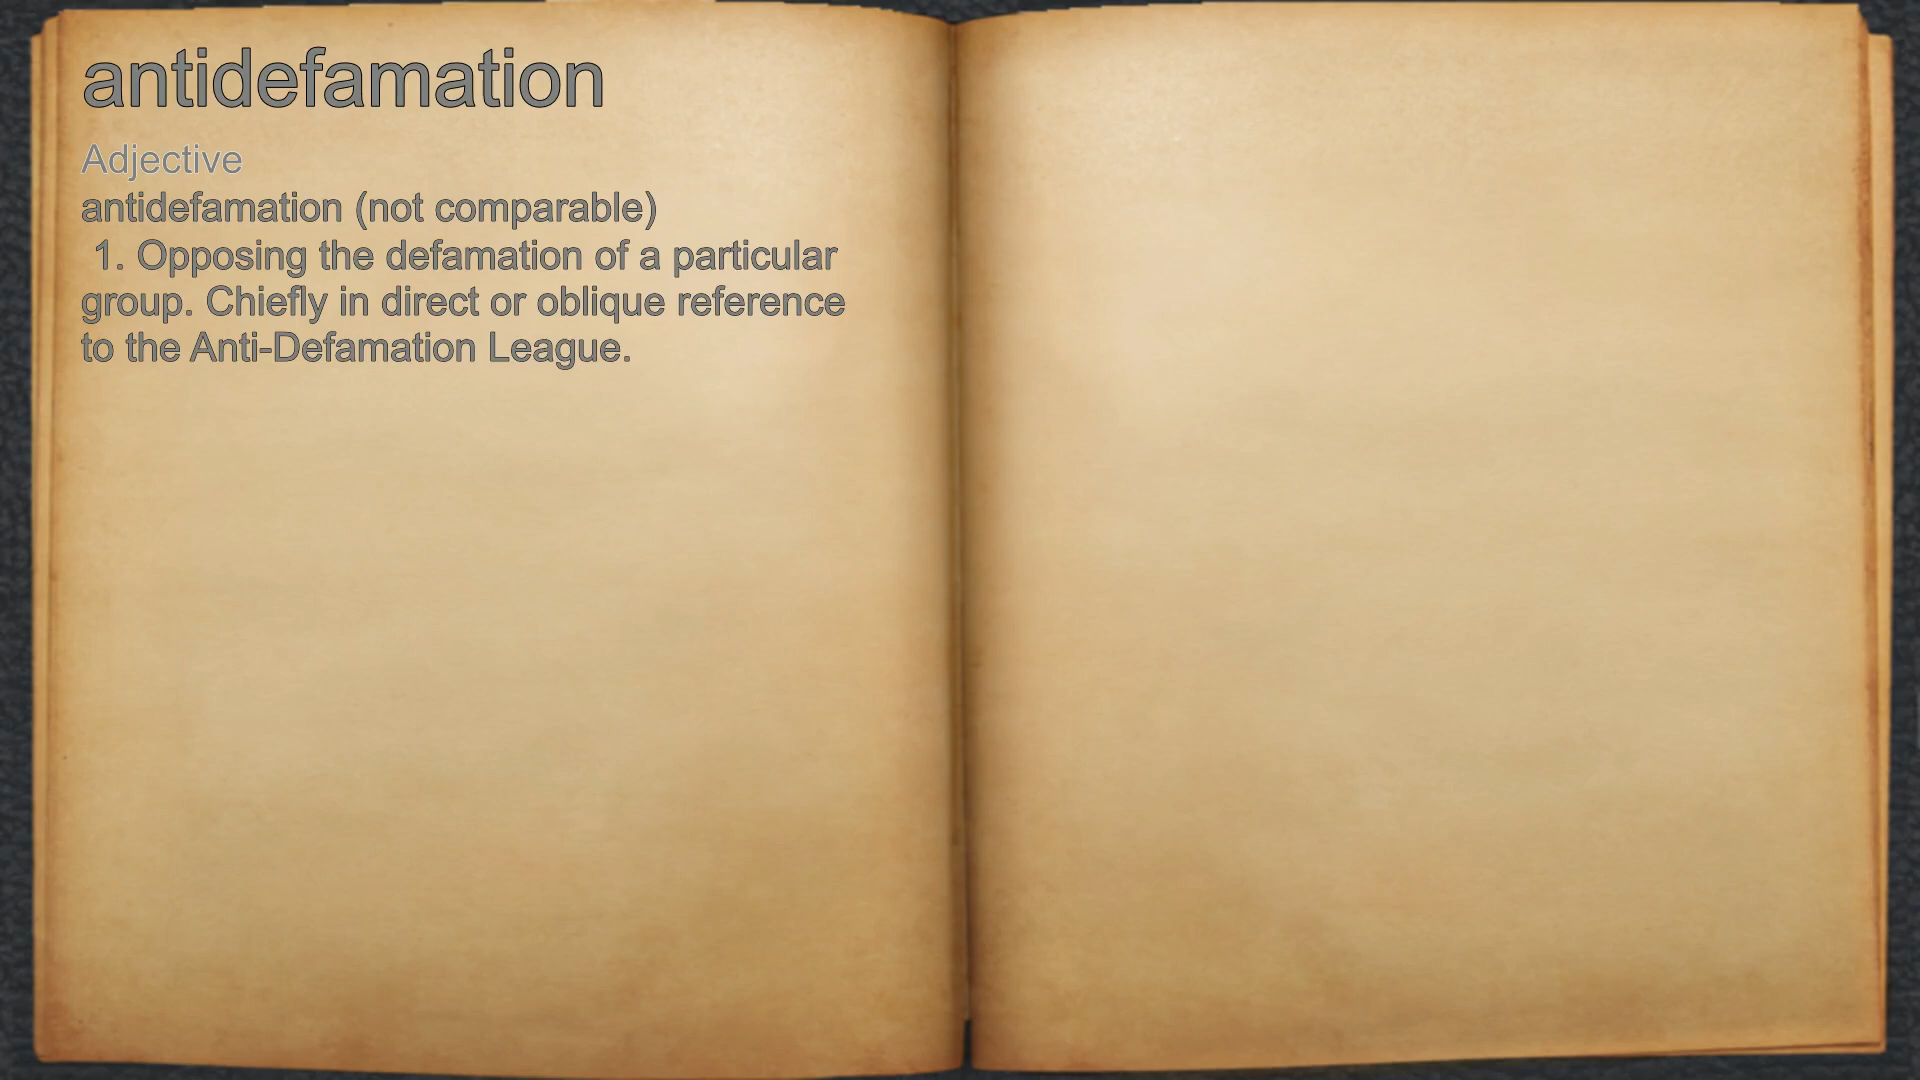 antidefamation
Adjective
antidefamation (not comparable)
1. Opposing the defamation of a particular
group. Chiefly in direct or oblique reference
to the Anti-Defamation League.